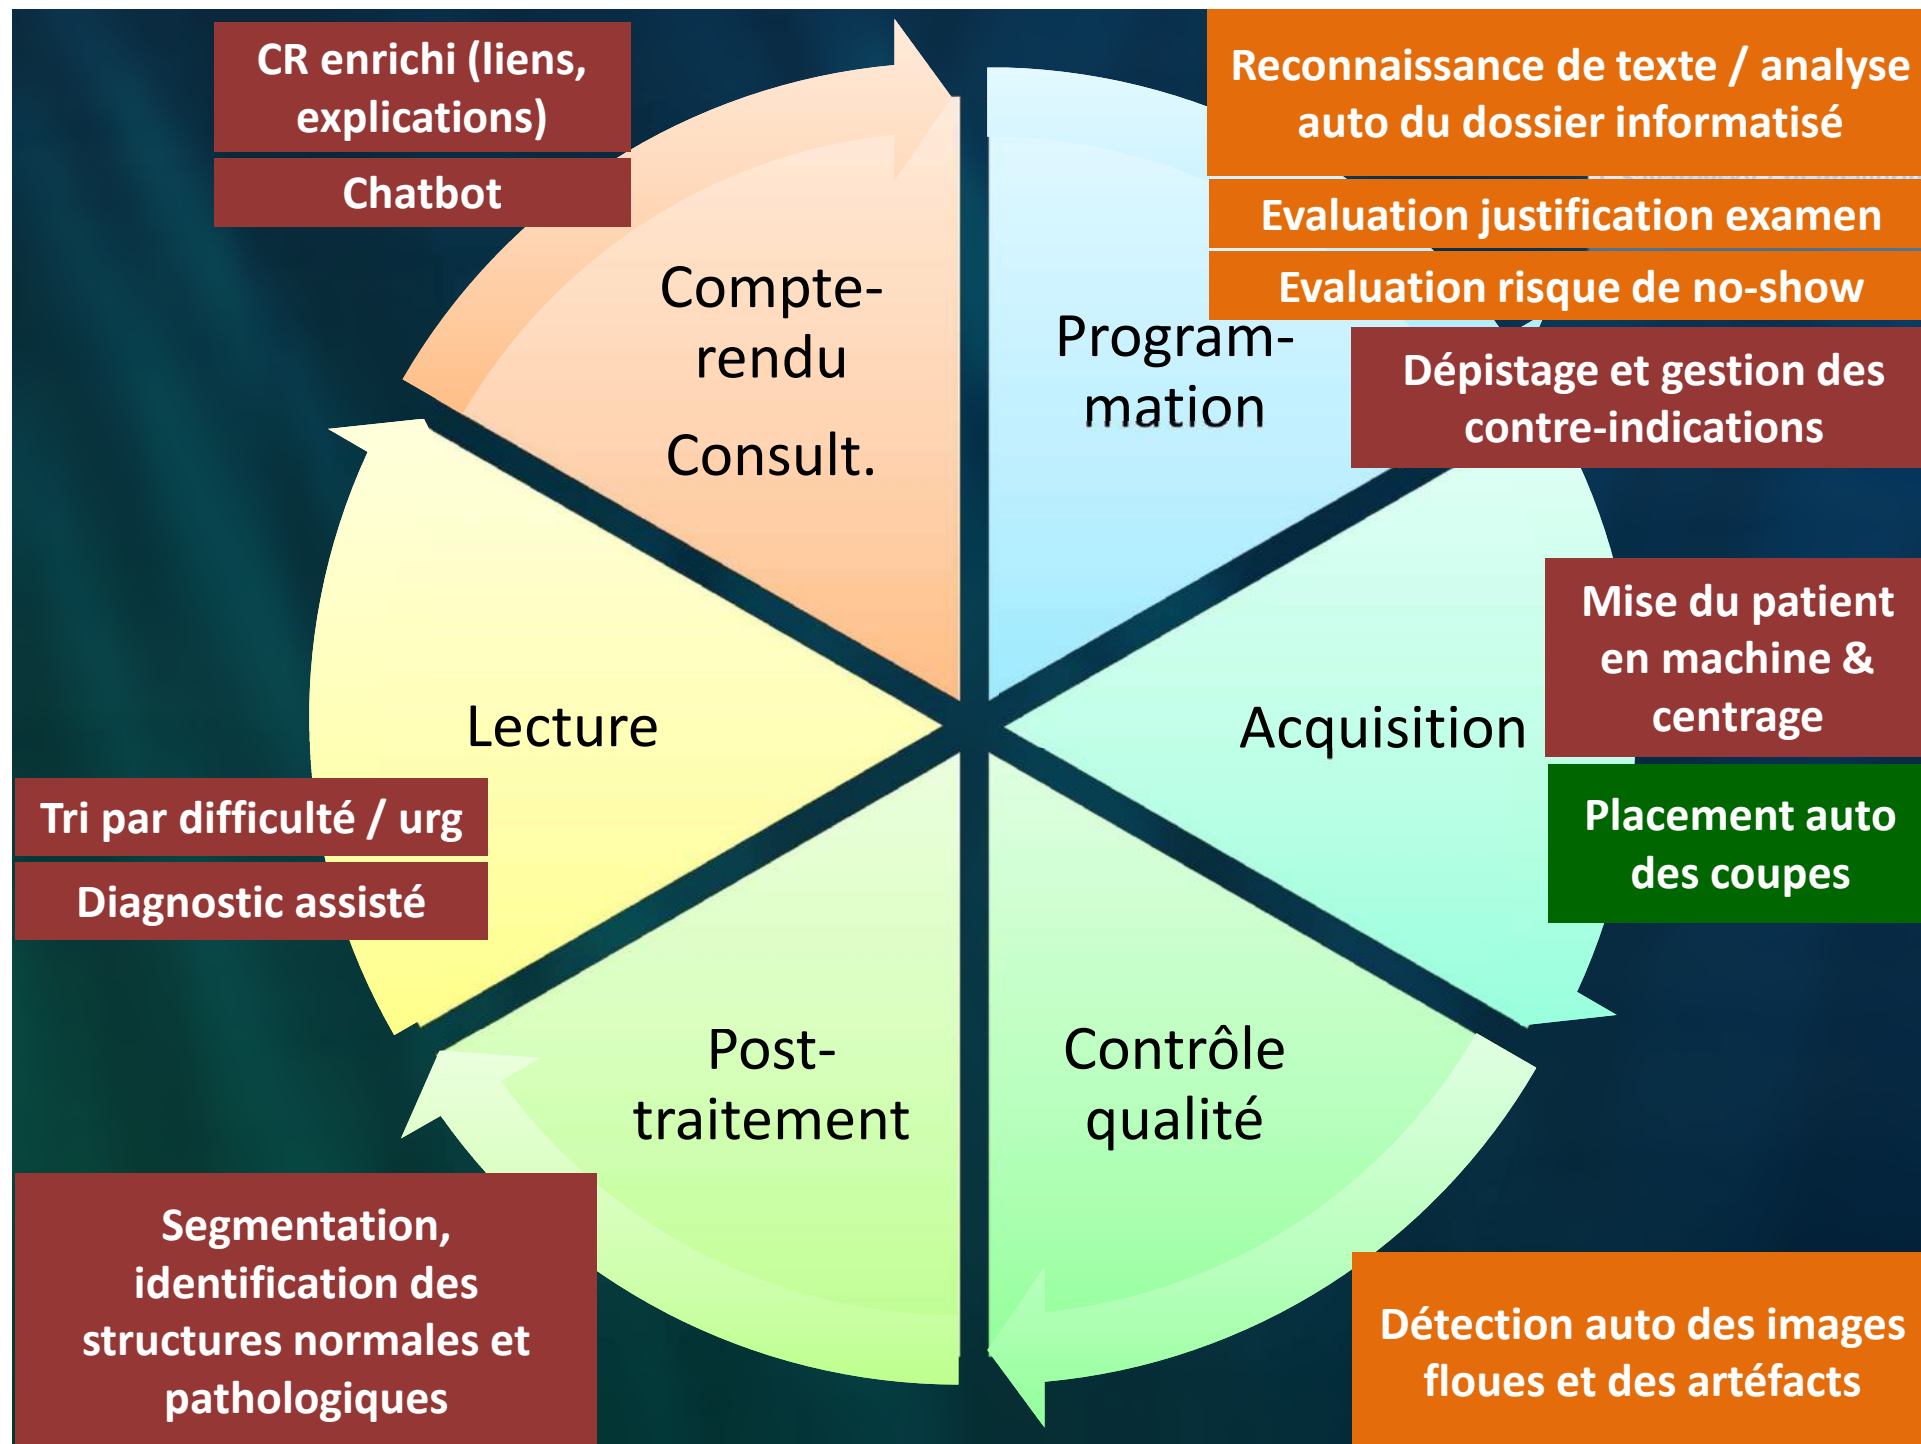 CR enrichi (liens,
explications)
Chatbot
Reconnaissance de texte / analyse
auto du dossier informatisé
Evaluation justification examen
Evaluation risque de no-show
Dépistage et gestion des
contre-indications
Compte-
rendu
Consult.
Program-
mation
Mise du patient
en machine &
centrage
Lecture
Acquisition
Placement auto
des coupes
Tri par difficulté / urg
Diagnostic assisté
Post-
traitement
Contrôle
qualité
Segmentation,
identification des
structures normales et
pathologiques
Détection auto des images
floues et des artéfacts